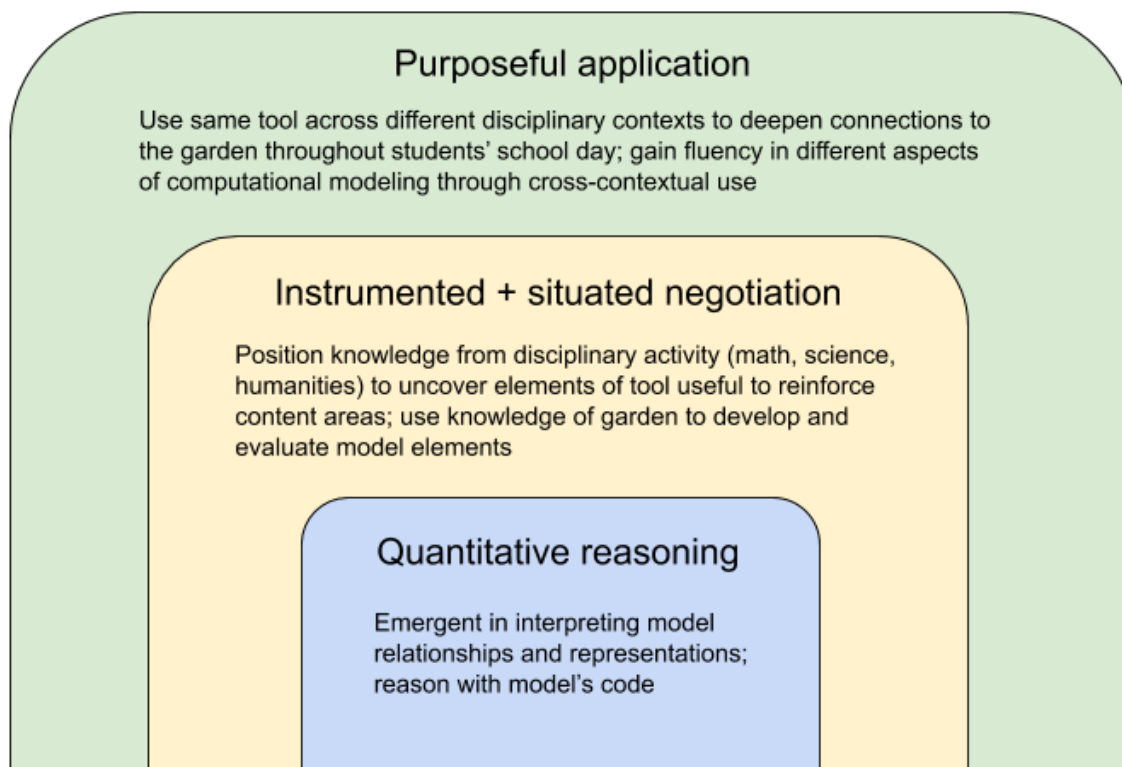 Purposeful application
Use same tool across different disciplinary contexts to deepen connections to
the garden throughout students’ school day; gain fluency in different aspects
of computational modeling through cross-contextual use
Instrumented + situated negotiation
Position knowledge from disciplinary activity (math, science,
humanities) to uncover elements of tool useful to reinforce
content areas; use knowledge of garden to develop and
evaluate model elements
Quantitative reasoning
Emergent in interpreting model
relationships and representations;
reason with model’s code